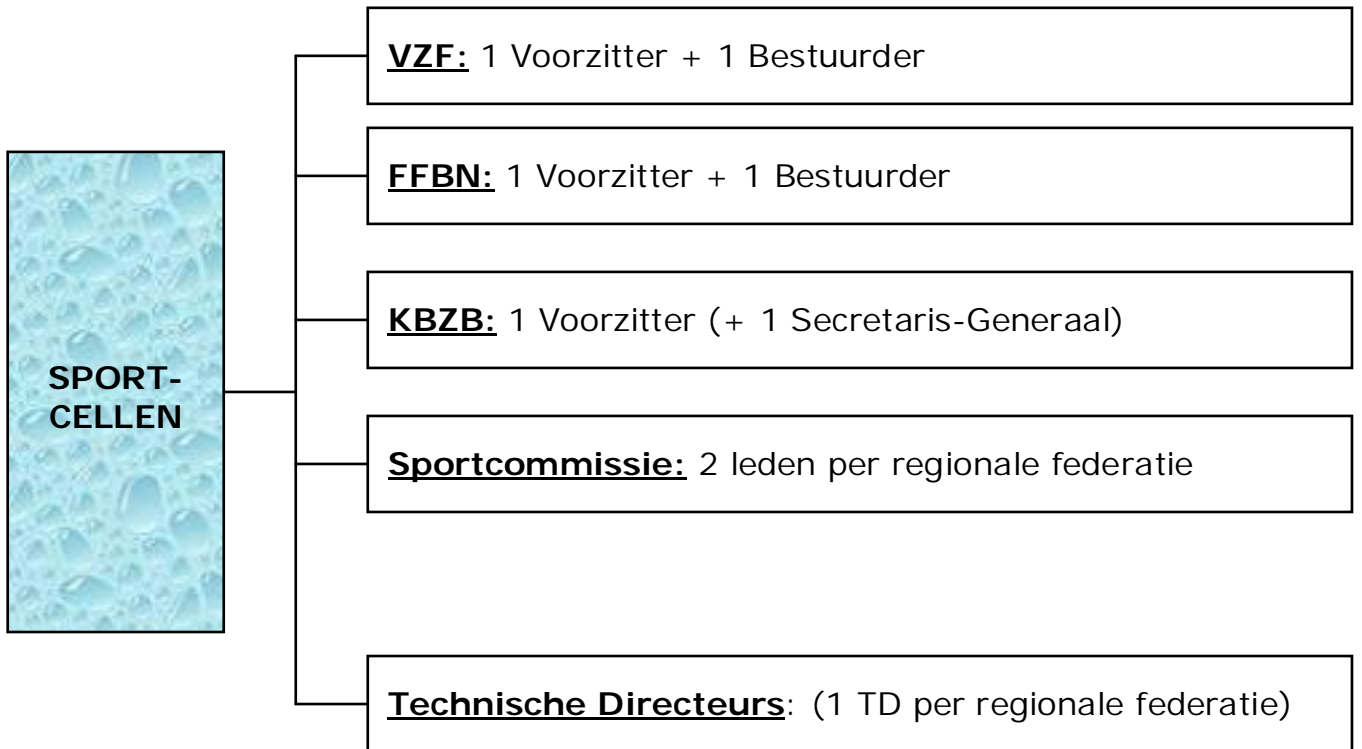 VZF: 1 Voorzitter + 1 Bestuurder
FFBN: 1 Voorzitter + 1 Bestuurder
KBZB: 1 Voorzitter (+ 1 Secretaris-Generaal)
SPORT-
CELLEN
Sportcommissie: 2 leden per regionale federatie
Technische Directeurs: (1 TD per regionale federatie)